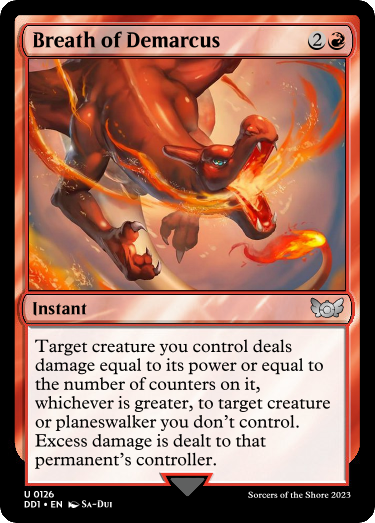 Breath of Demarcus 2
Instant
Target creature you control deals
damage equal to its power or equal to
the number of counters on it,
whichever is greater, to target creature
or planeswalker you don't control.
Excess damage is dealt to that
permanent's controller.
U 0126
DD1 • EN Sa-Dui
Sorcers of the Shore 2023